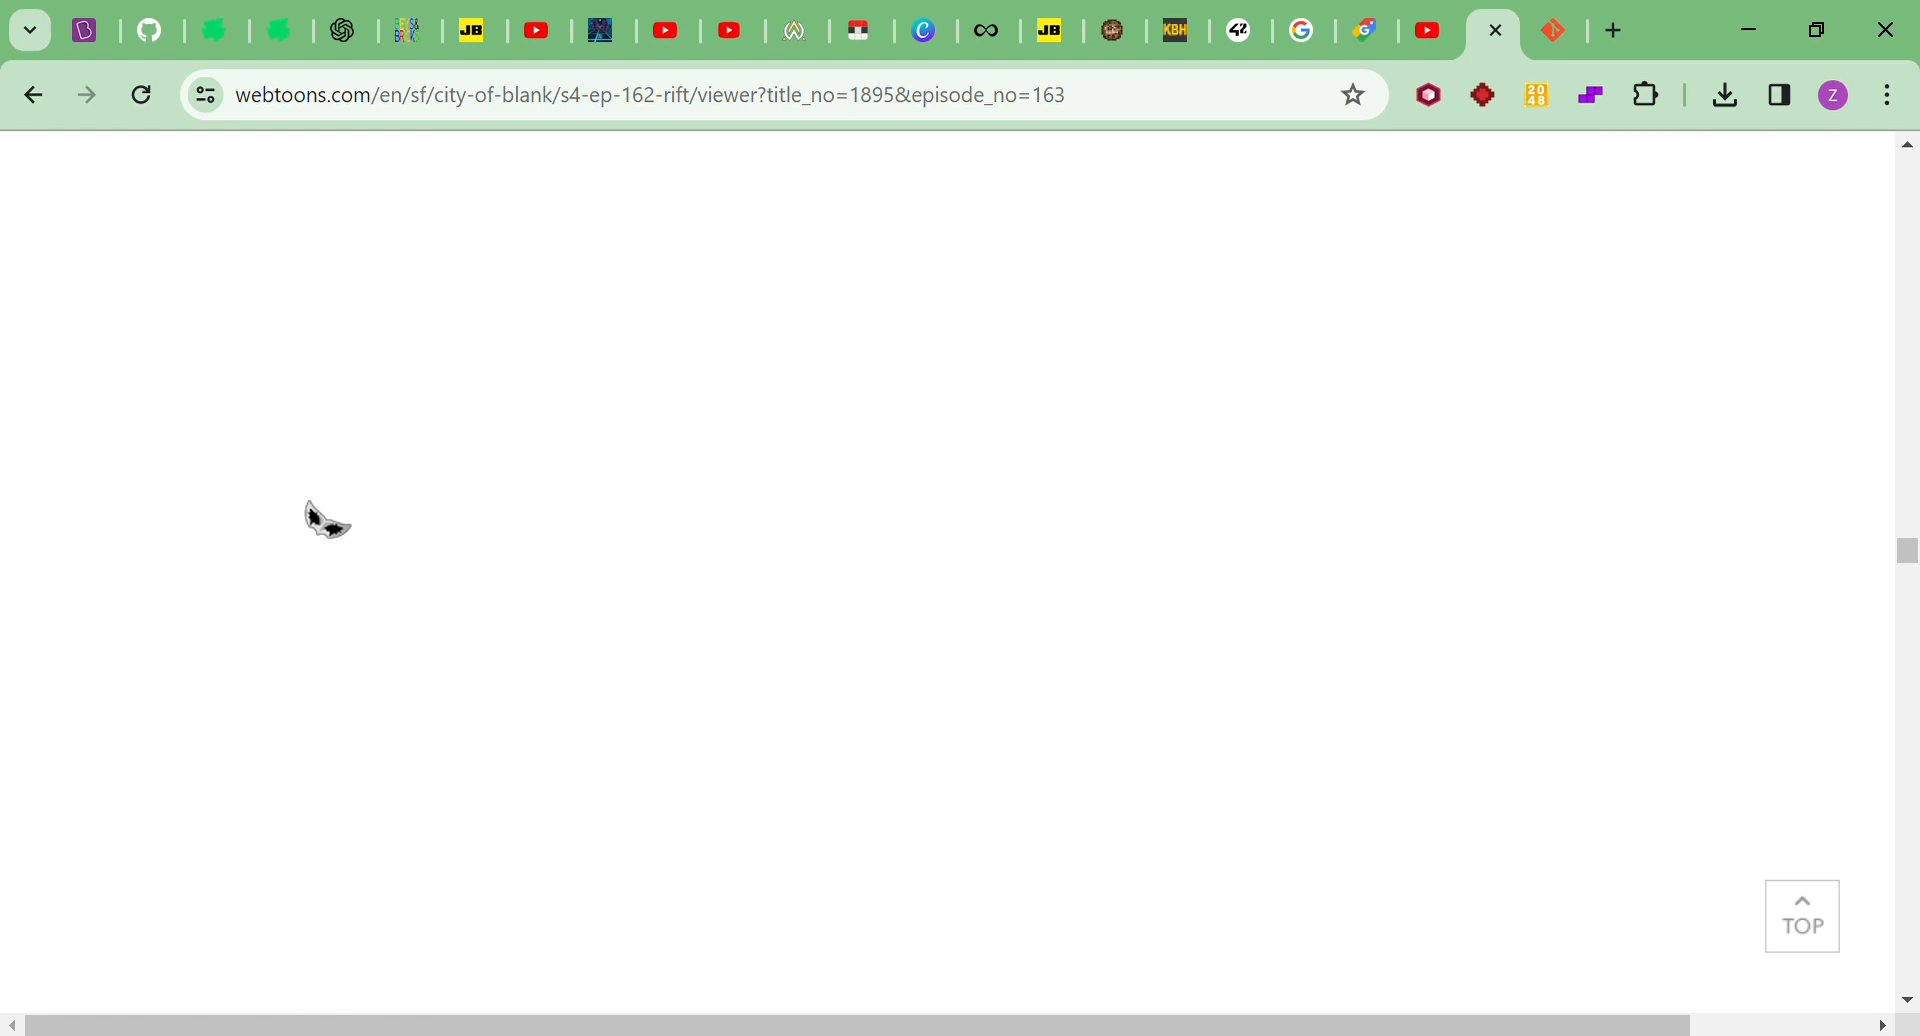 JB
JB
KBH
42
webtoons.com/en/sf/city-of-blank/s4-ep-162-rift/viewer?title_no=1895&episode_no=163
20
48
Z
TOP